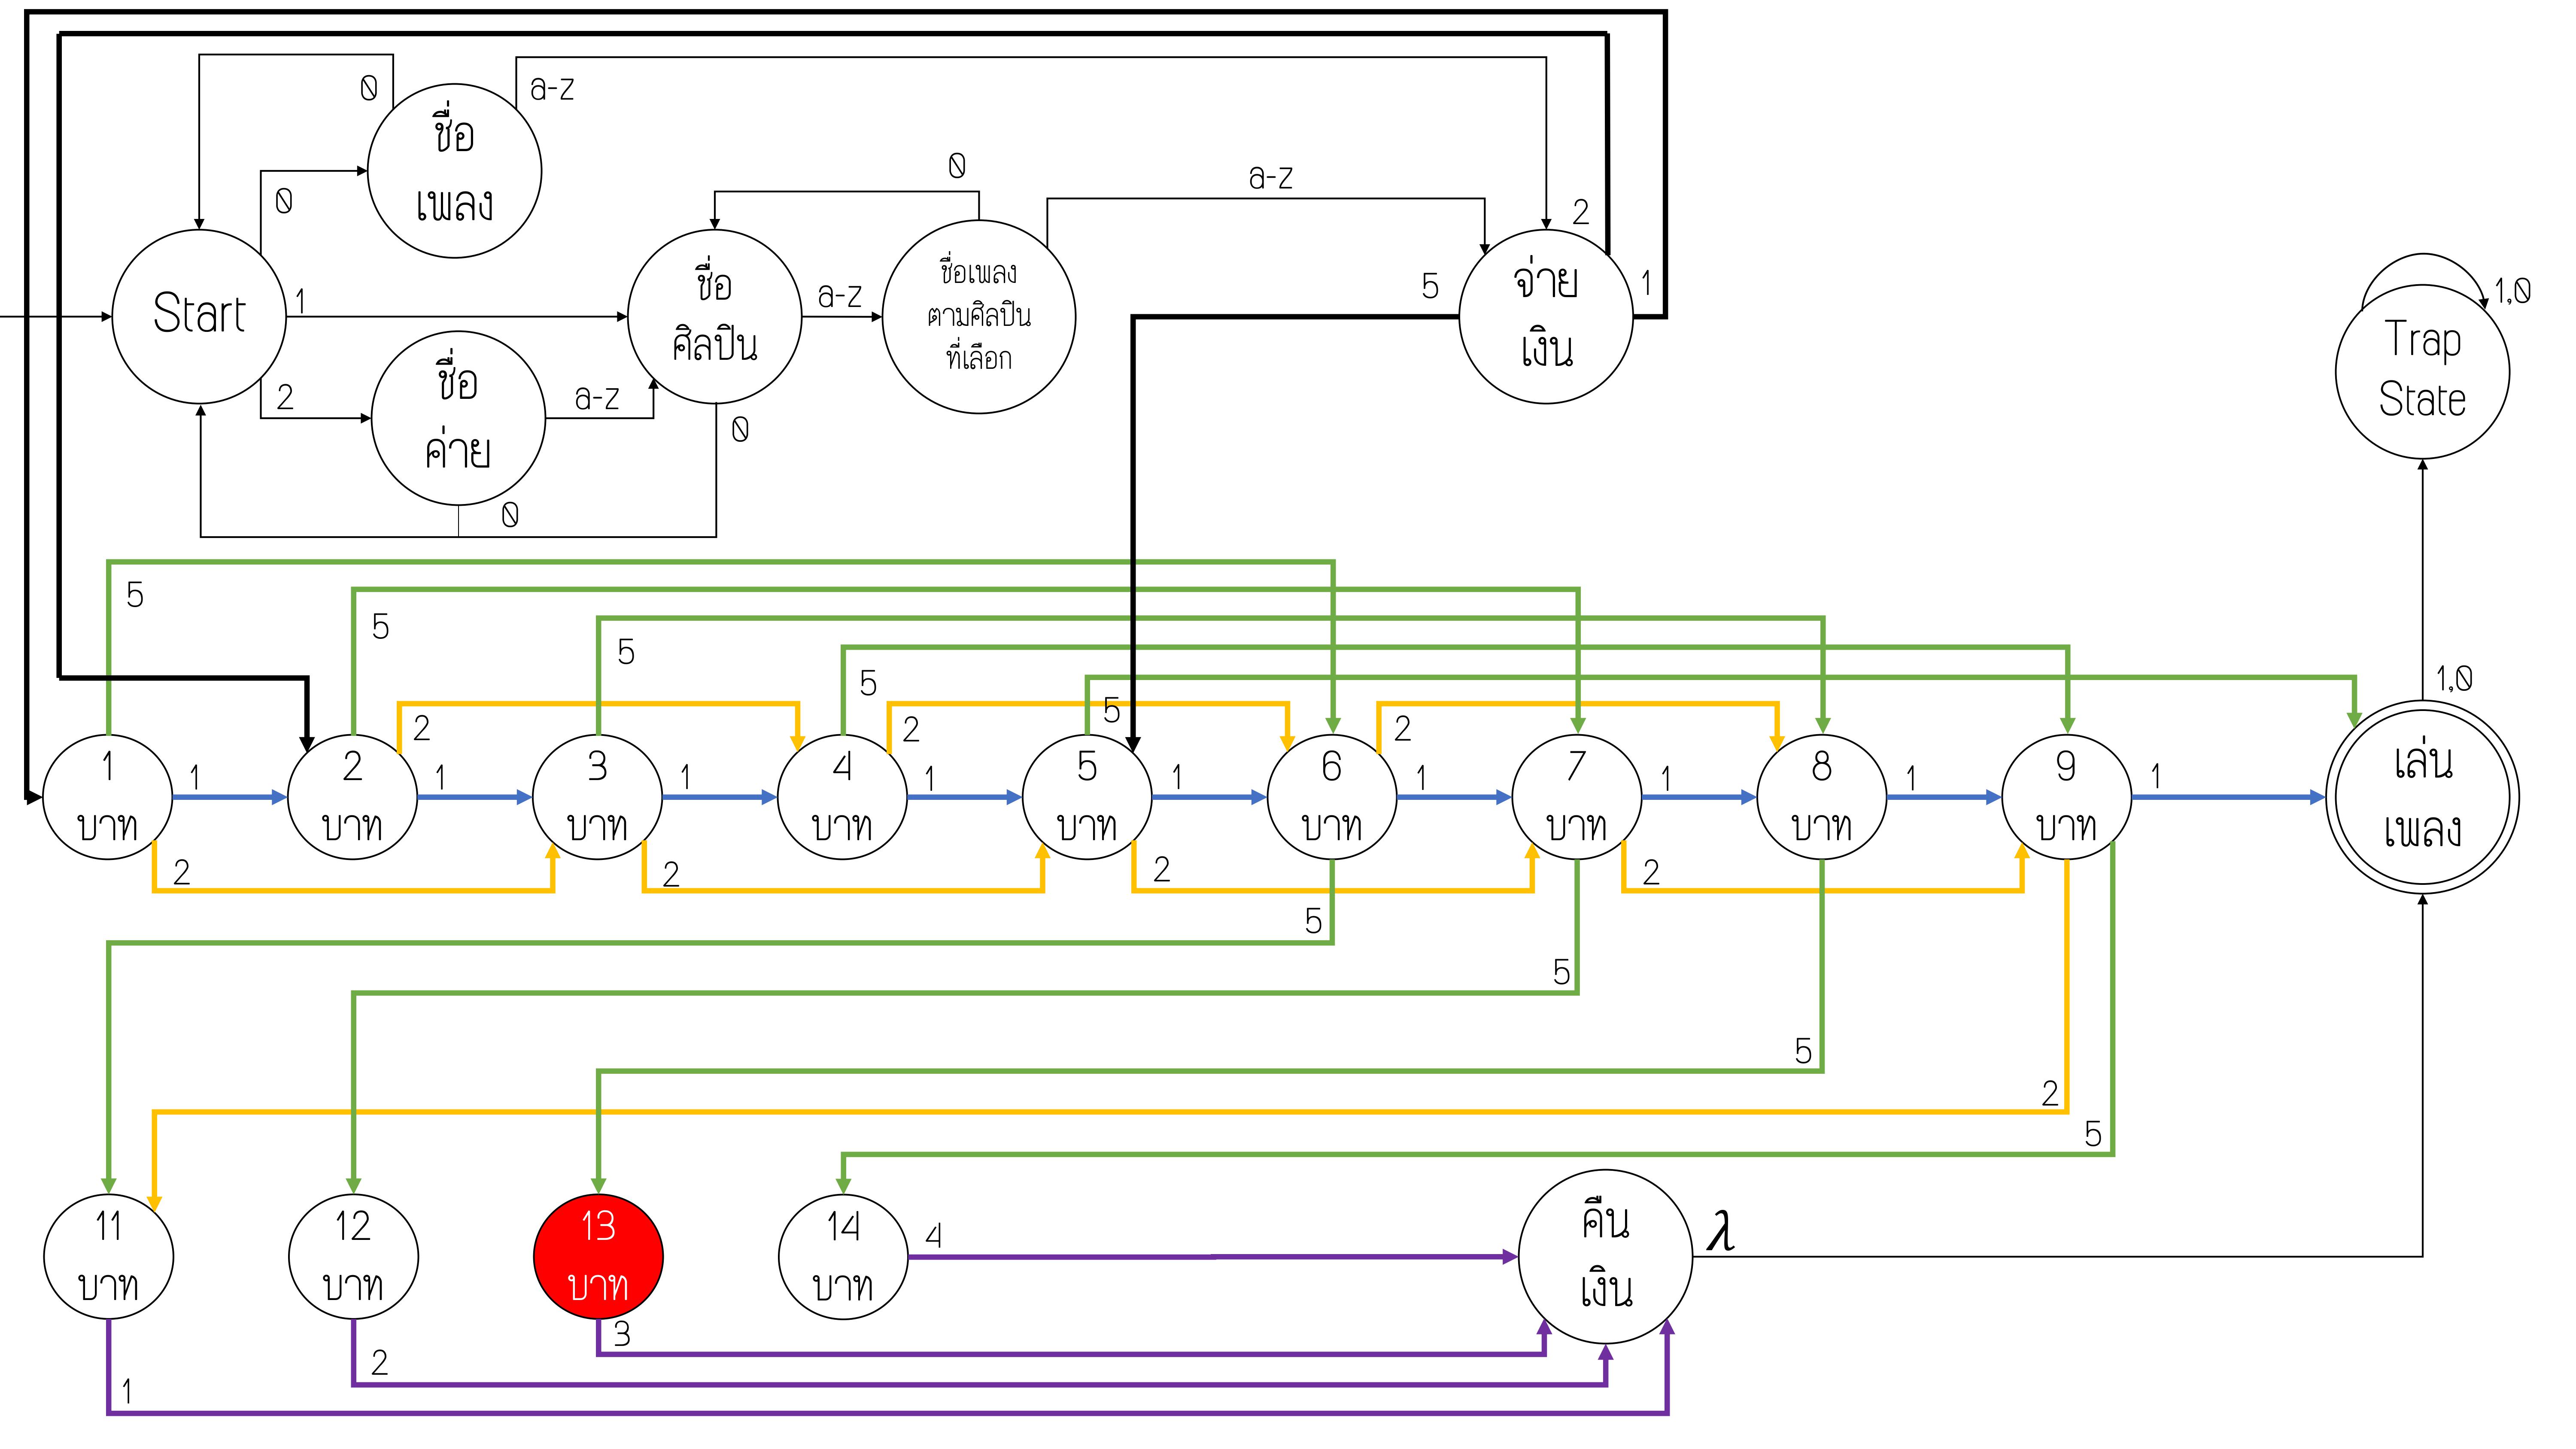 0
a-z
ชื่อ
เพลง
0
0
a-z
2
Start
1
ชื่อ
ศิลปิน
a-z
ชื่อเพลง
ตามศิลปิน
ที่เลือก
5
จ่าย
เงิน
1
1,0
Trap
State
2
ชื่อ
ค่าย
a-z
0
0
5
5
5
5
5
1,0
2
2
2
1
บาท
1
2
บาท
1
3
บาท
1
4
บาท
1
5
บาท
1
6
บาท
1
7
บาท
1
8
บาท
1
9
บาท
1
เล่น
เพลง
2
2
2
2
5
5
5
2
5
11
บาท
12
บาท
13
บาท
14
บาท
4
คืน
เงิน
λ
3
2
1